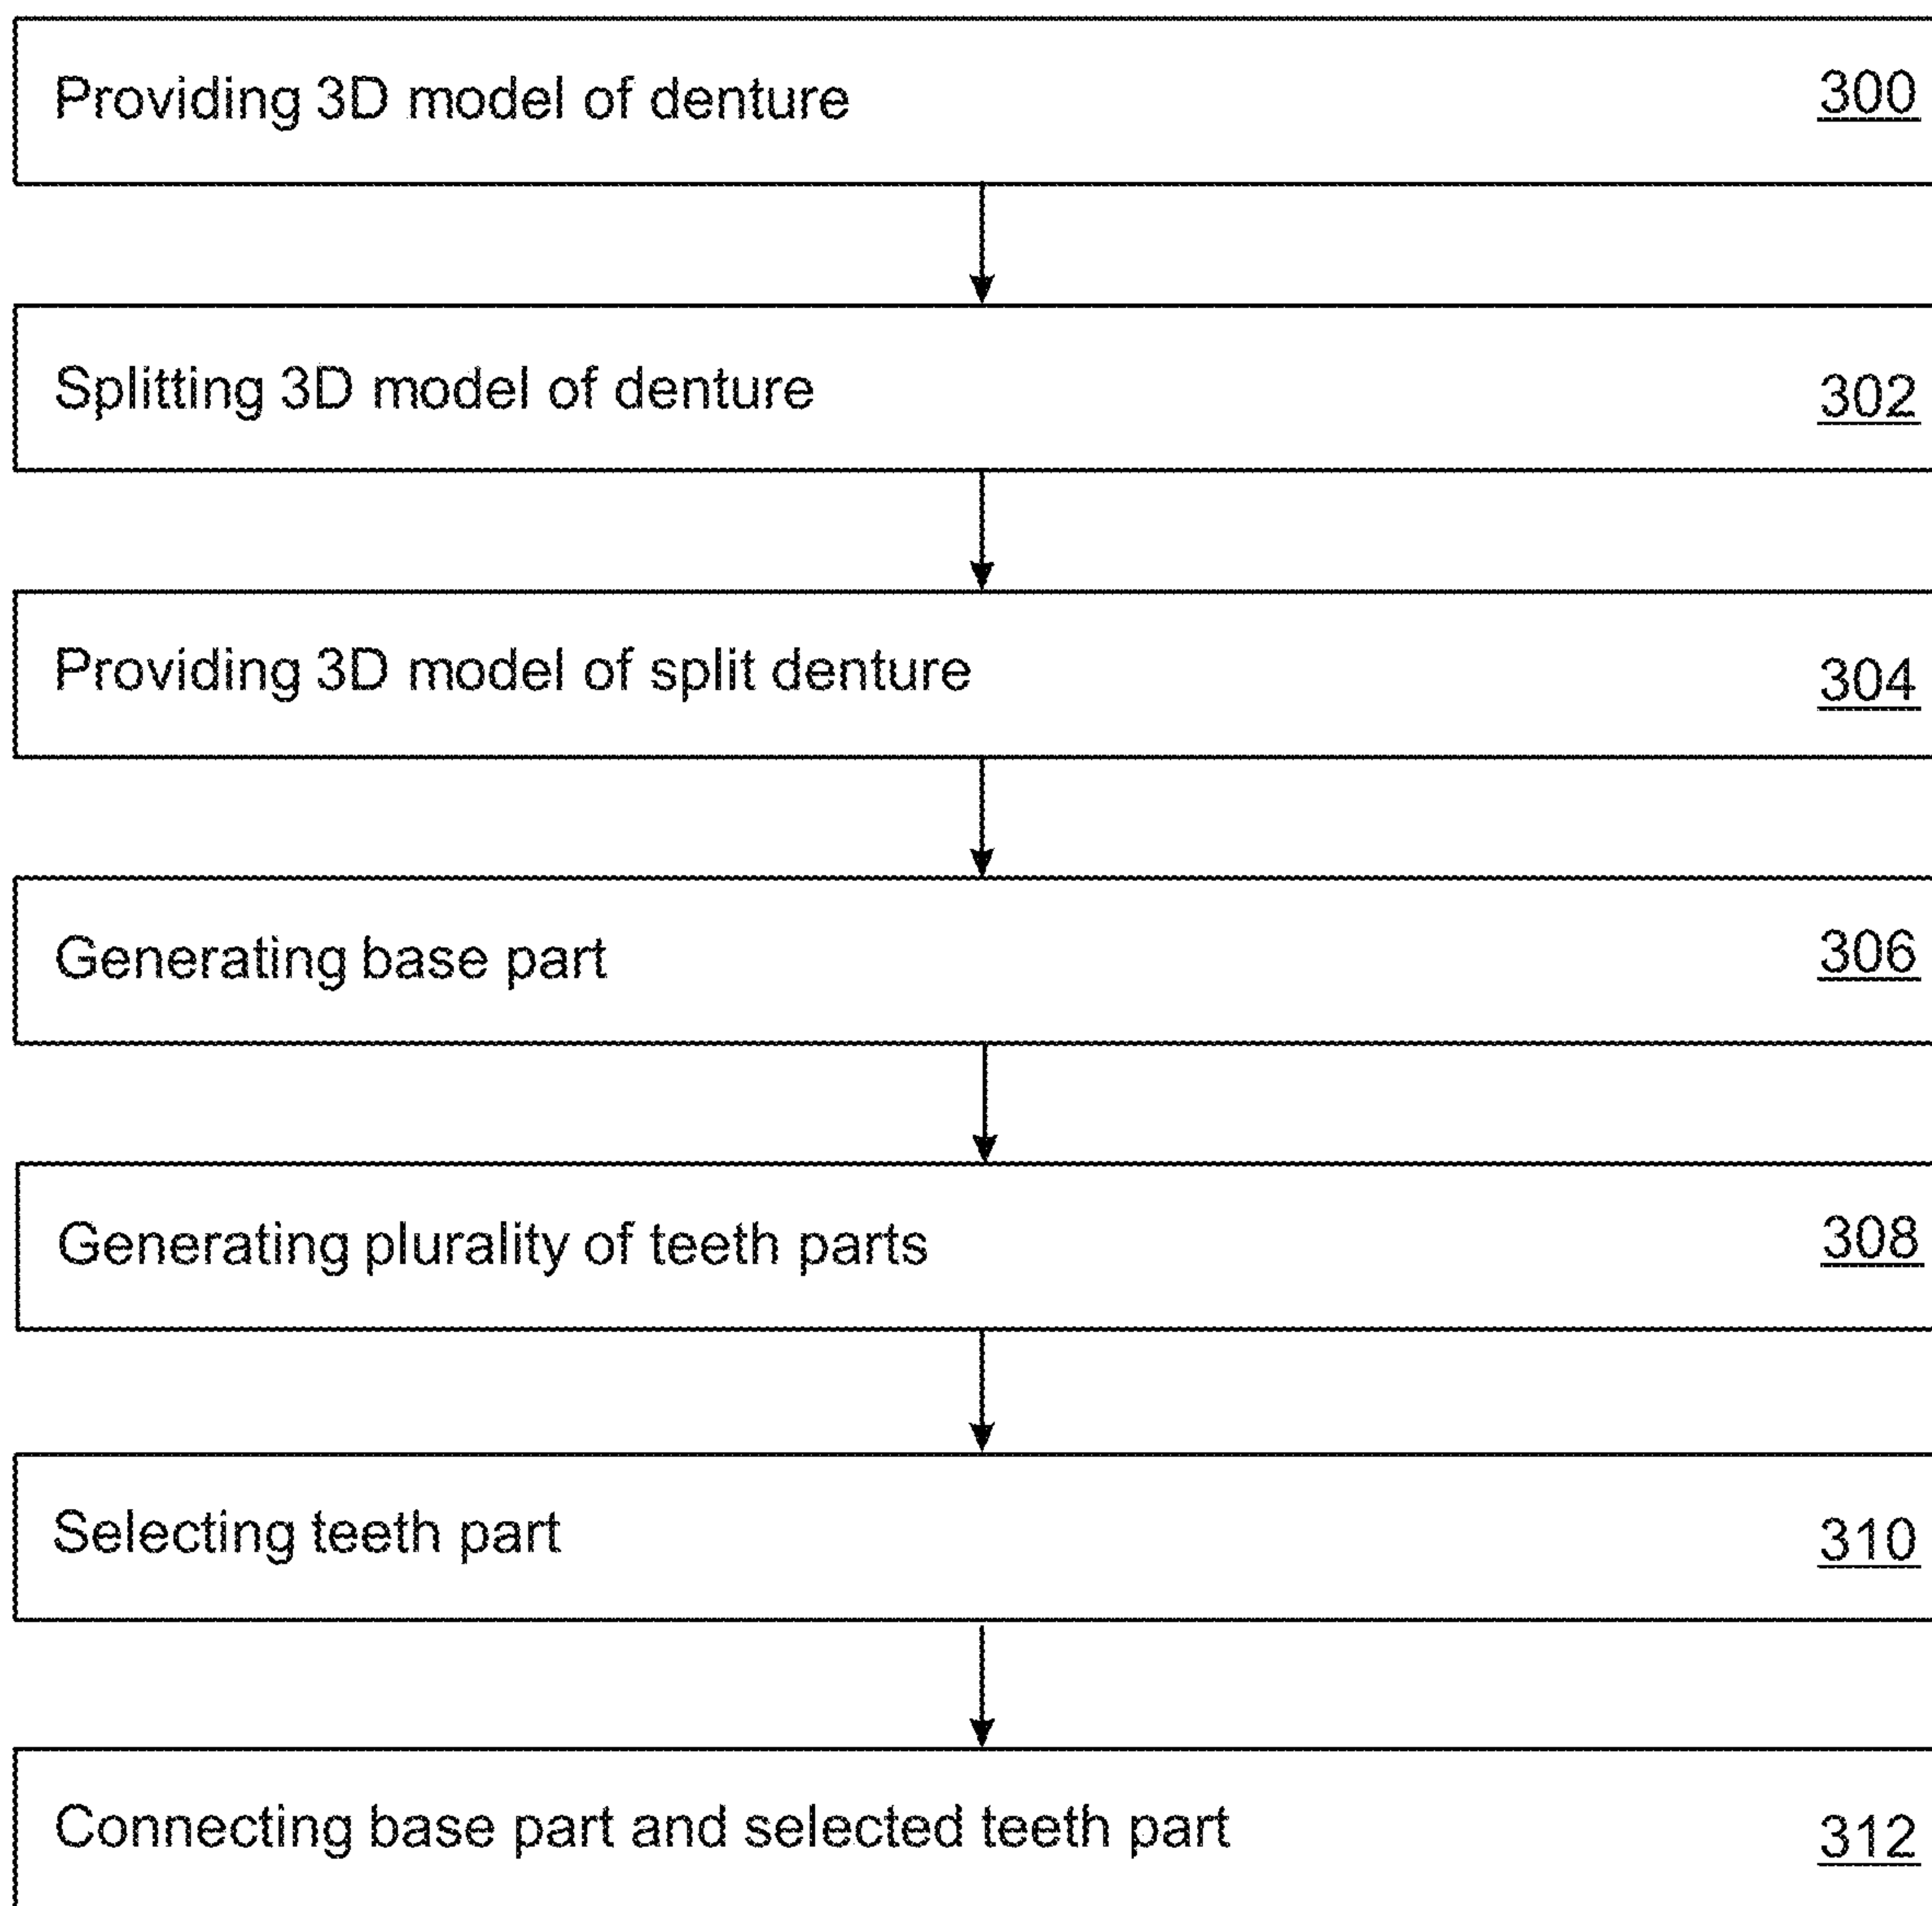 Providing 3D model of denture 300
Splitting 3D model of denture 302
Providing 3D model of split denture 304
Generating base part 306
Generating plurality of teeth parts 308
Selecting teeth part 310
Connecting base part and selected teeth part 312